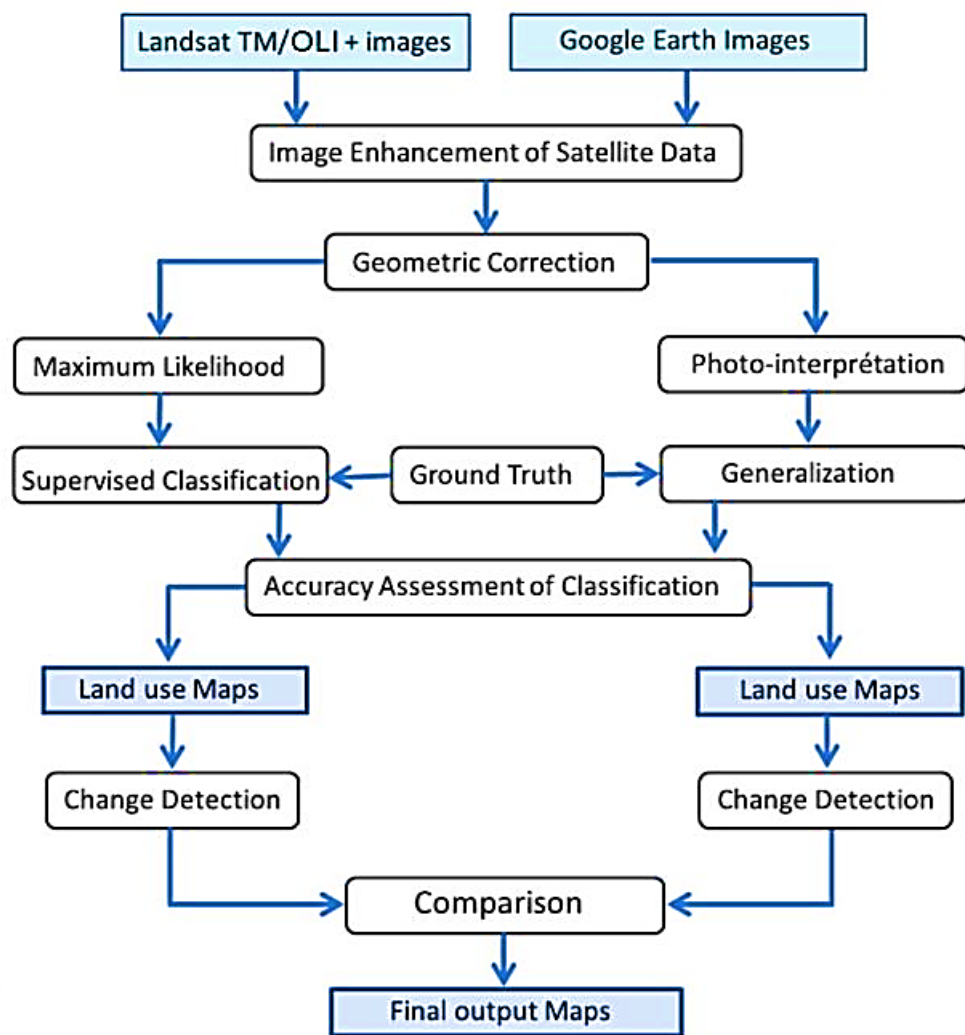 Landsat TM/OLI + images
Google Earth Images
Image Enhancement of Satellite Data
Geometric Correction
Maximum Likelihood
Photo-interprétation
Supervised Classification
Ground Truth
Generalization
Accuracy Assessment of Classification
Land use Maps
Land use Maps
Change Detection
Change Detection
Comparison
Final output Maps